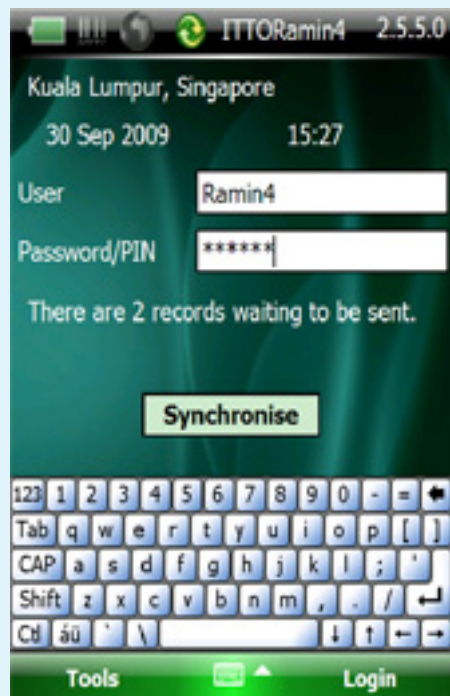 ITTORamin4 2.5.5.0
Kuala Lumpur, Singapore
30 Sep 2009 15:27
User Ramin4
Password/PIN ******
There are 2 records waiting to be sent.
Synchronise
123 1 2 3 4 5 6 7 8 9 0 - = ←
Tab q w e r t y u i o p [ ]
CAP a s d f g h j k l ; '
Shift z x c v b n m , . / ↵
Ctl áü ` \ ↓ ↑ ← →
Tools Login